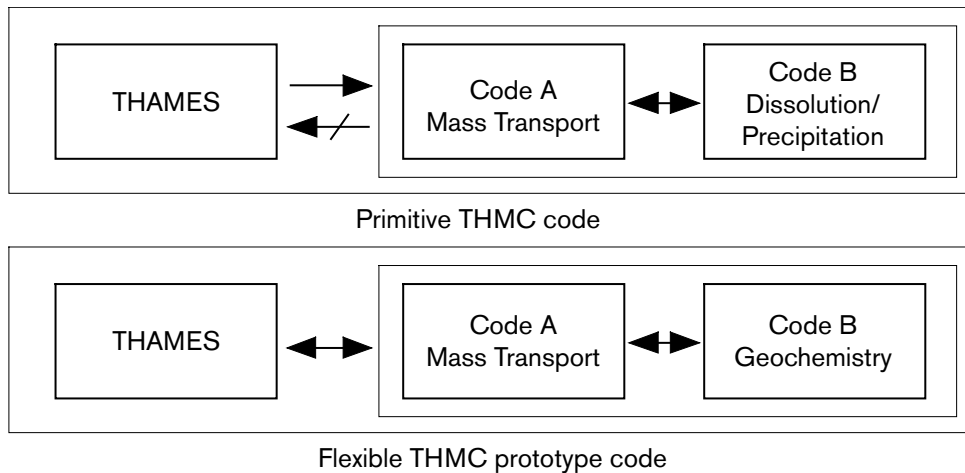 THAMES
Code A
Mass Transport
Code B
Dissolution/
Precipitation
Primitive THMC code
THAMES
Code A
Mass Transport
Code B
Geochemistry
Flexible THMC prototype code